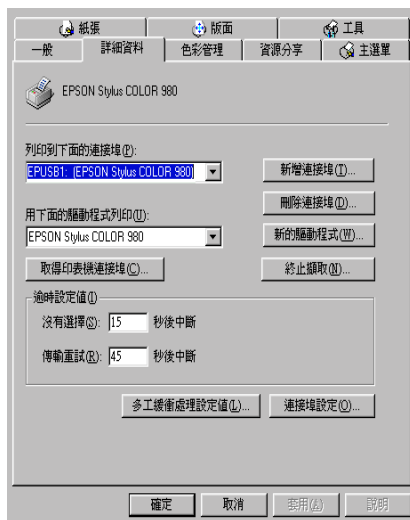 紙張 版面 工具
一般 詳細資料 色彩管理 資源分享 主選單
EPSON Stylus COLOR 980
列印到下面的連接埠(P):
EPUSB1: (EPSON Stylus COLOR 980) 新增連接埠(T)...
刪除連接埠(D)...
用下面的驅動程式列印(U):
EPSON Stylus COLOR 980 新的驅動程式(W)...
取得印表機連接埠(C)... 終止擷取(N)...
逾時設定值(I)
沒有選擇(S): 15 秒後中斷
傳輸重試(R): 45 秒後中斷
多工緩衝處理設定值(L)... 連接埠設定(O)...
確定 取消 套用(A) 說明